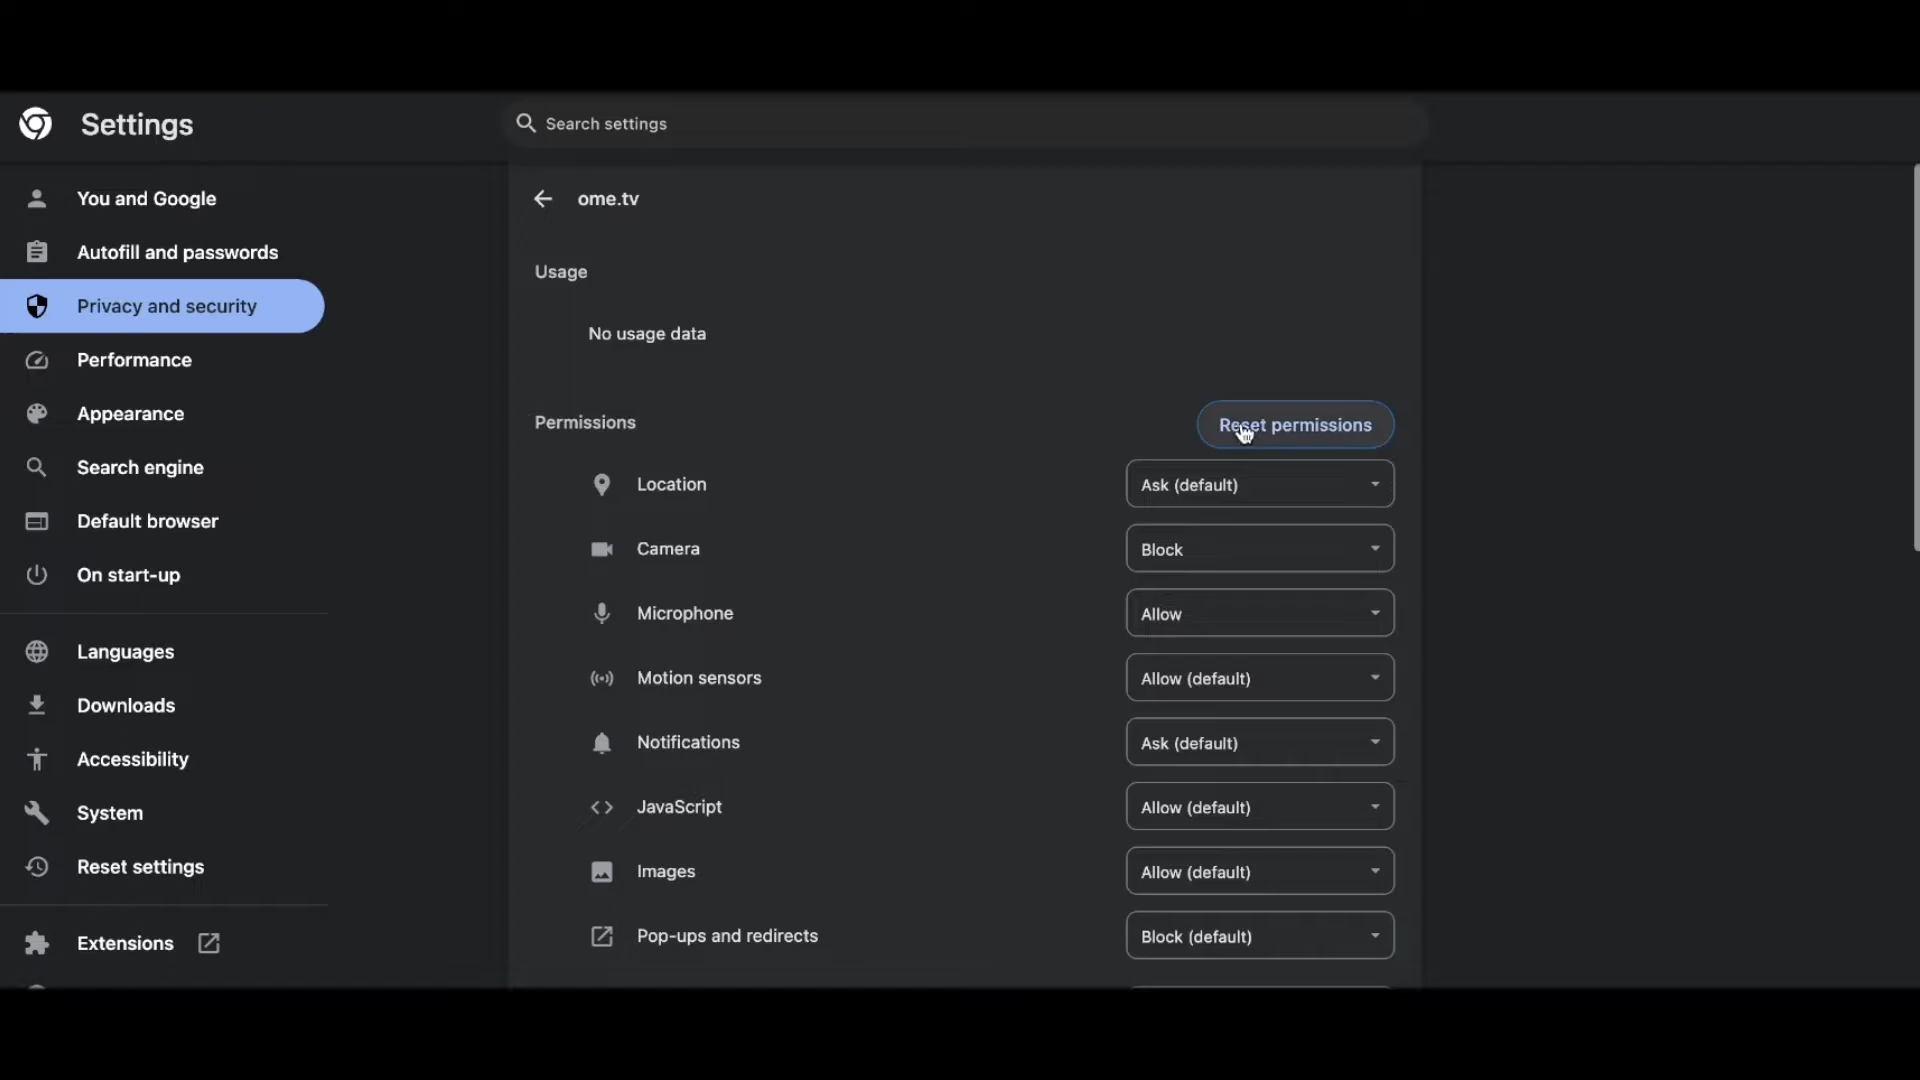 Settings
Search settings
You and Google
Autofill and passwords
Privacy and security
Performance
Appearance
Search engine
Default browser
On start-up
Languages
Downloads
Accessibility
System
Reset settings
Extensions
ome.tv
Usage
No usage data
Permissions
Reset permissions
Location Ask (default)
Camera Block
Microphone Allow
Motion sensors Allow (default)
Notifications Ask (default)
JavaScript Allow (default)
Images Allow (default)
Pop-ups and redirects Block (default)